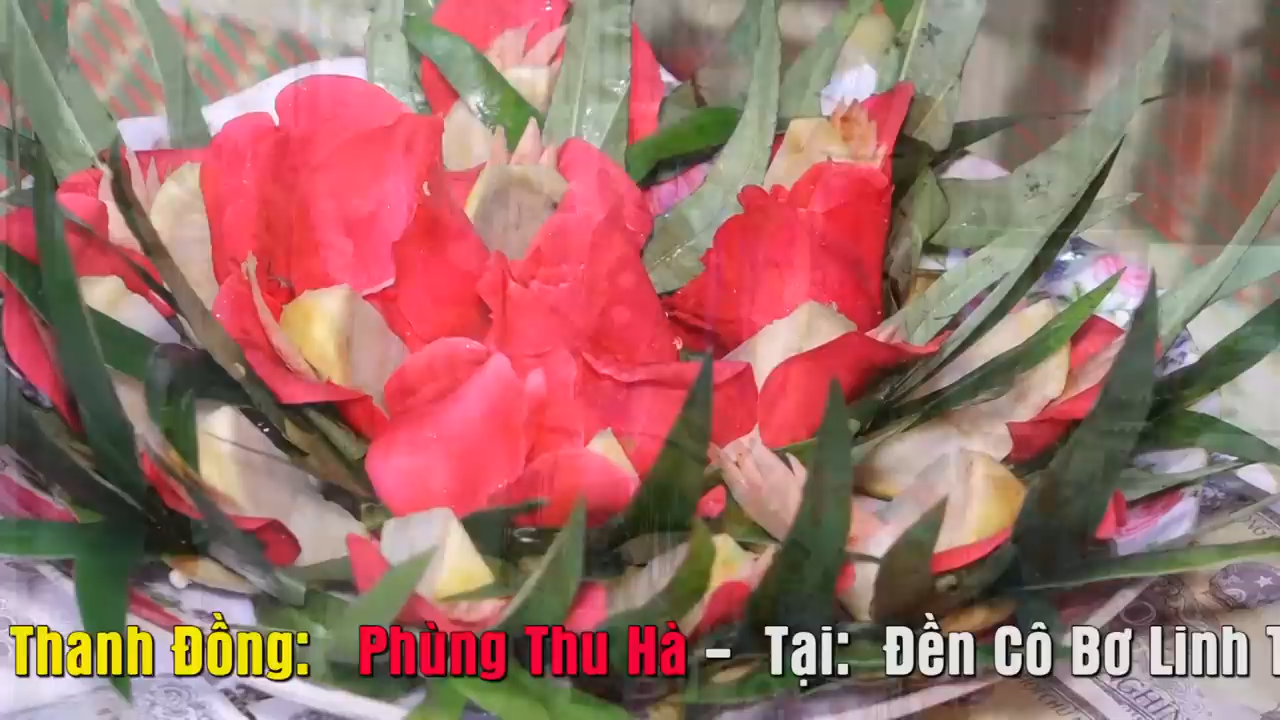 Thanh Đồng: Phùng Thu Hà – Tại: Đền Cô Bơ Linh